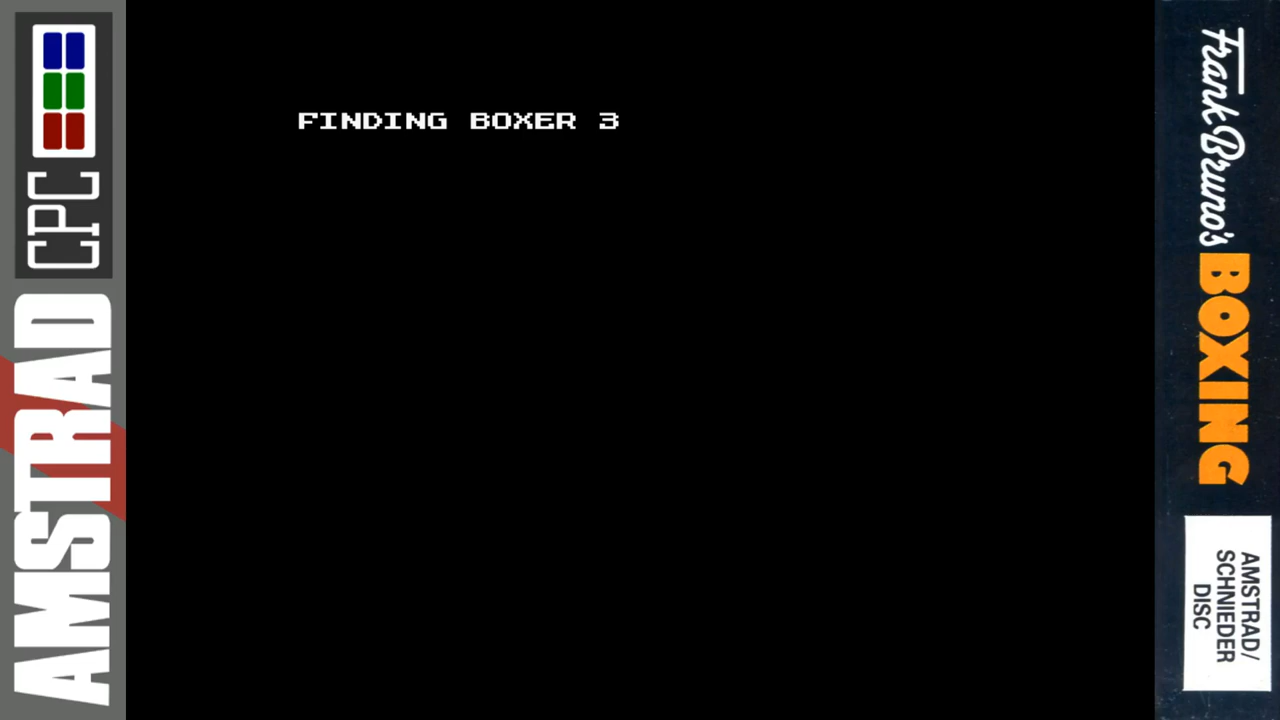 AMSTRAD CPC
FINDING BOXER 3
Frank Bruno's
BOXING
AMSTRAD/
SCHNIEDER
DISC